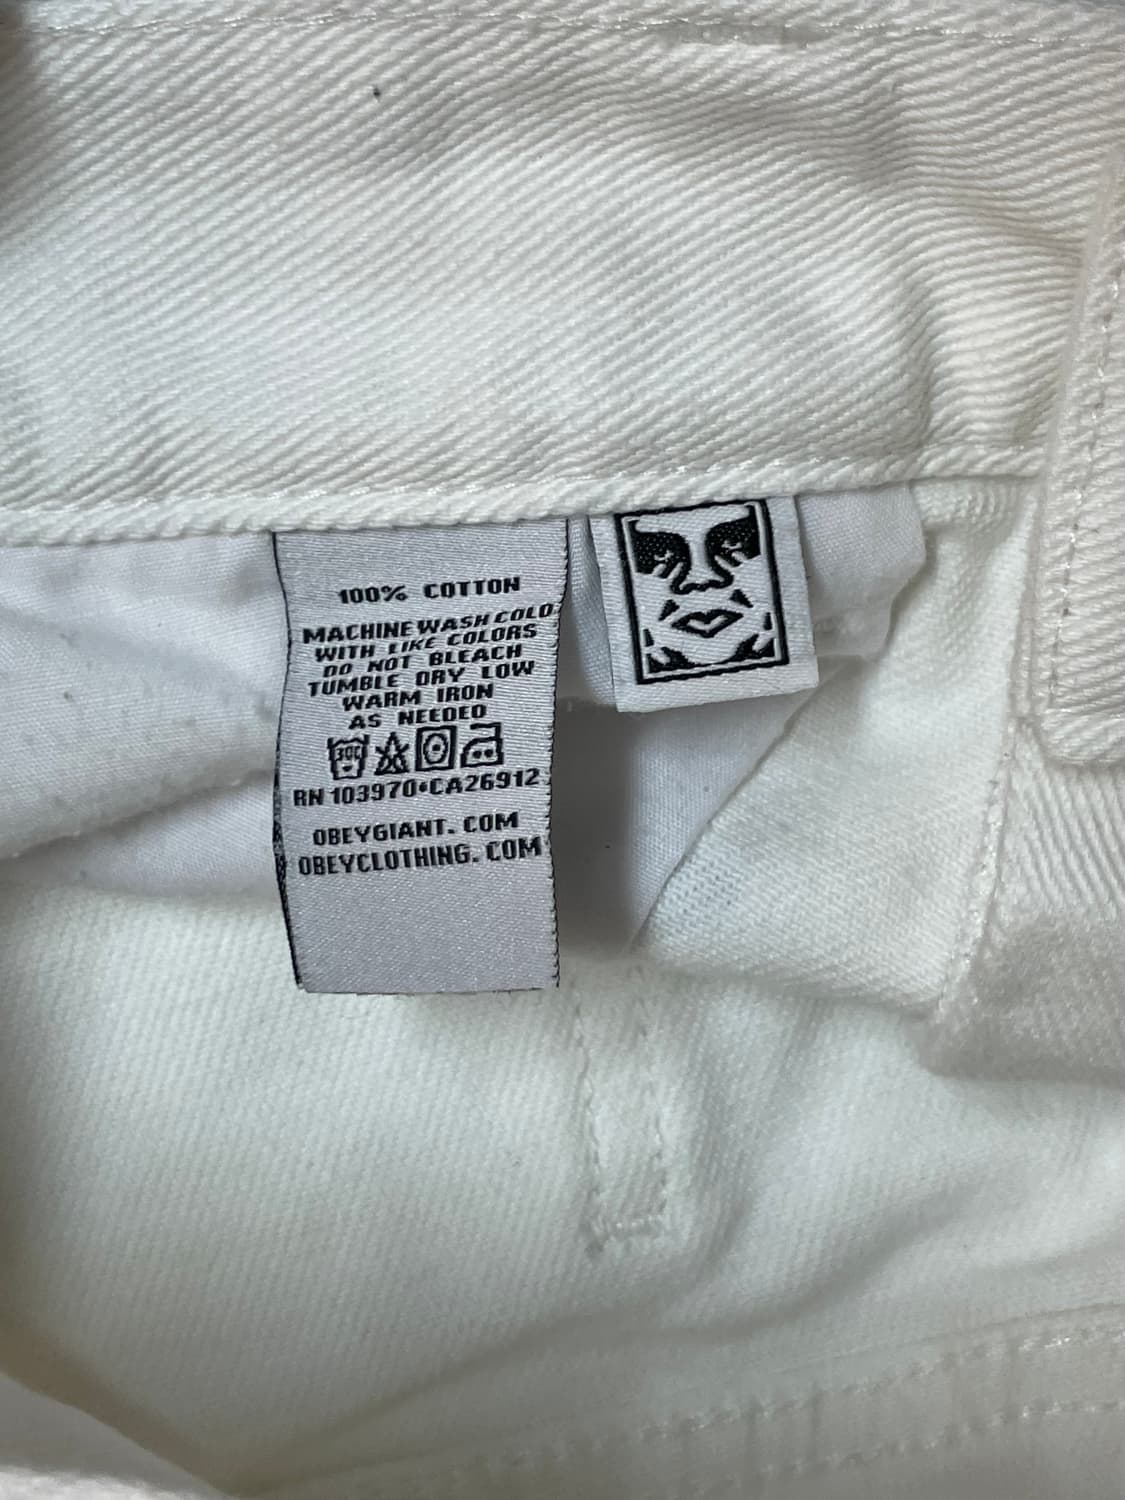 100% COTTON
MACHINE WASH COLD
WITH LIKE COLORS
DO NOT BLEACH
TUMBLE DRY LOW
WARM IRON
AS NEEDED
30C
RN 103970•CA26912
OBEYGIANT. COM
OBEYCLOTHING. COM